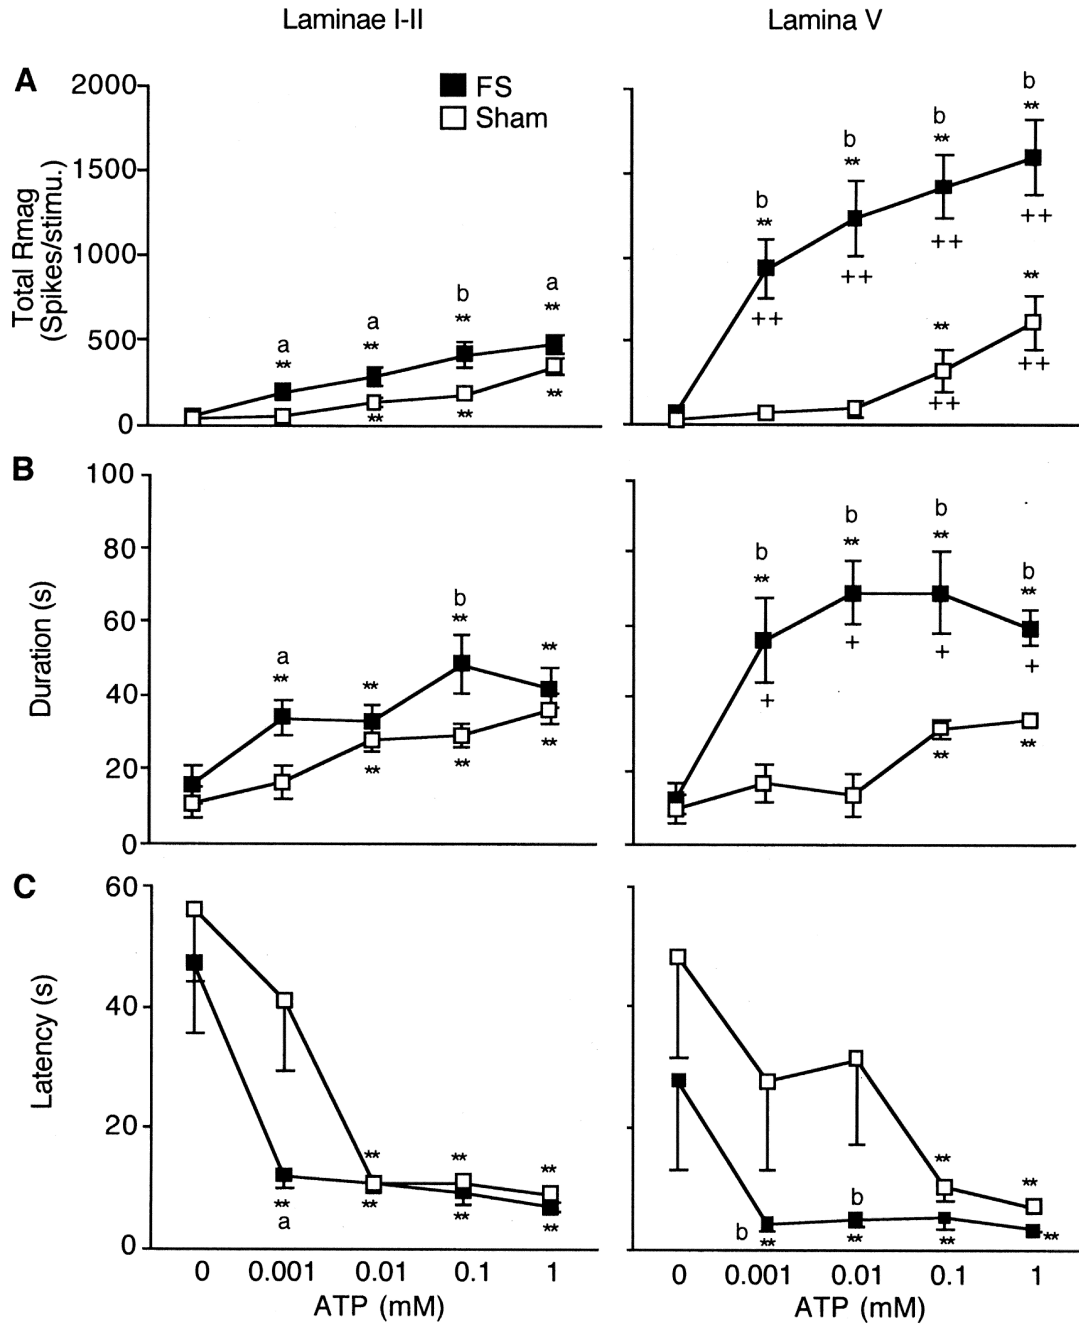 Laminae I-II Lamina V
A
FS
Sham
Total Rmag
(Spikes/stimu.)
2000
1500
1000
500
0
a
**
a
**
b
**
a
**
**
**
**
b
**
b
**
b
**
b
**
++
++
++
++
**
**
++
++
B
Duration (s)
100
80
60
40
20
0
a
**
**
b
**
**
**
**
**
b
**
b
**
b
**
b
**
+
+
+
+
**
**
C
Latency (s)
60
40
20
0
**
**
**
**
a
**
**
**
**
**
b
**
b
**
**
**
0 0.001 0.01 0.1 1 0 0.001 0.01 0.1 1
ATP (mM) ATP (mM)